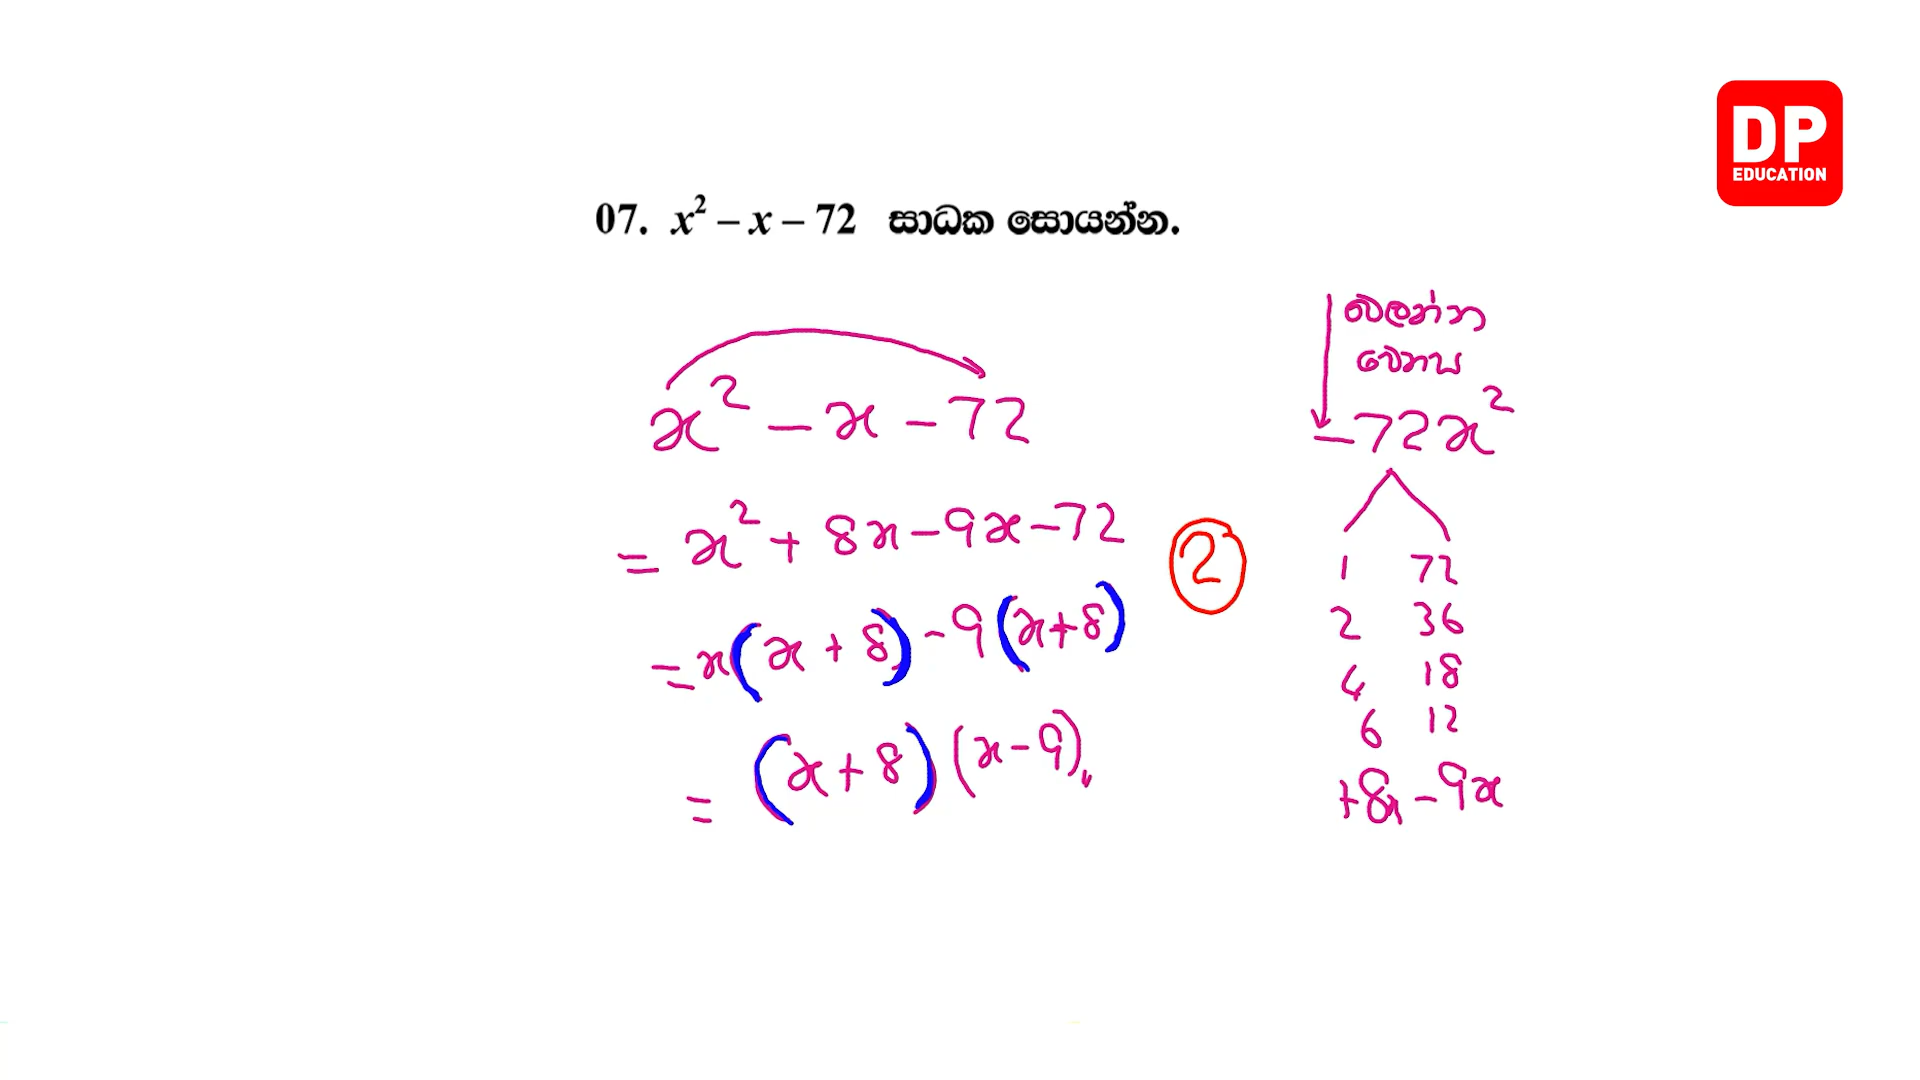 DP
EDUCATION
07. x² – x – 72 සාධක සොයන්න.
x² – x – 72
= x² + 8x – 9x – 72
= x(x + 8) – 9(x + 8)
= (x + 8)(x – 9)
2
බලන්න
වෙනස
– 72x²
1 72
2 36
4 18
6 12
+8x – 9x